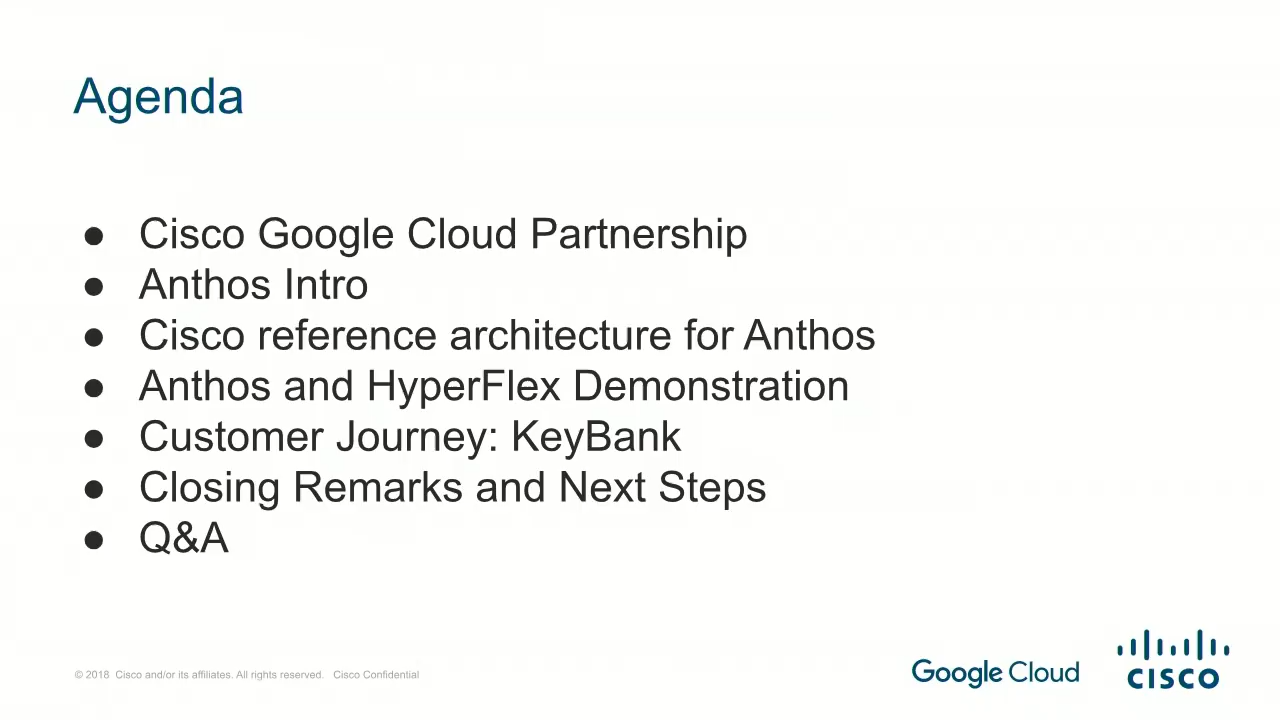 Agenda
● Cisco Google Cloud Partnership
● Anthos Intro
● Cisco reference architecture for Anthos
● Anthos and HyperFlex Demonstration
● Customer Journey: KeyBank
● Closing Remarks and Next Steps
● Q&A
© 2018 Cisco and/or its affiliates. All rights reserved. Cisco Confidential
Google Cloud
CISCO